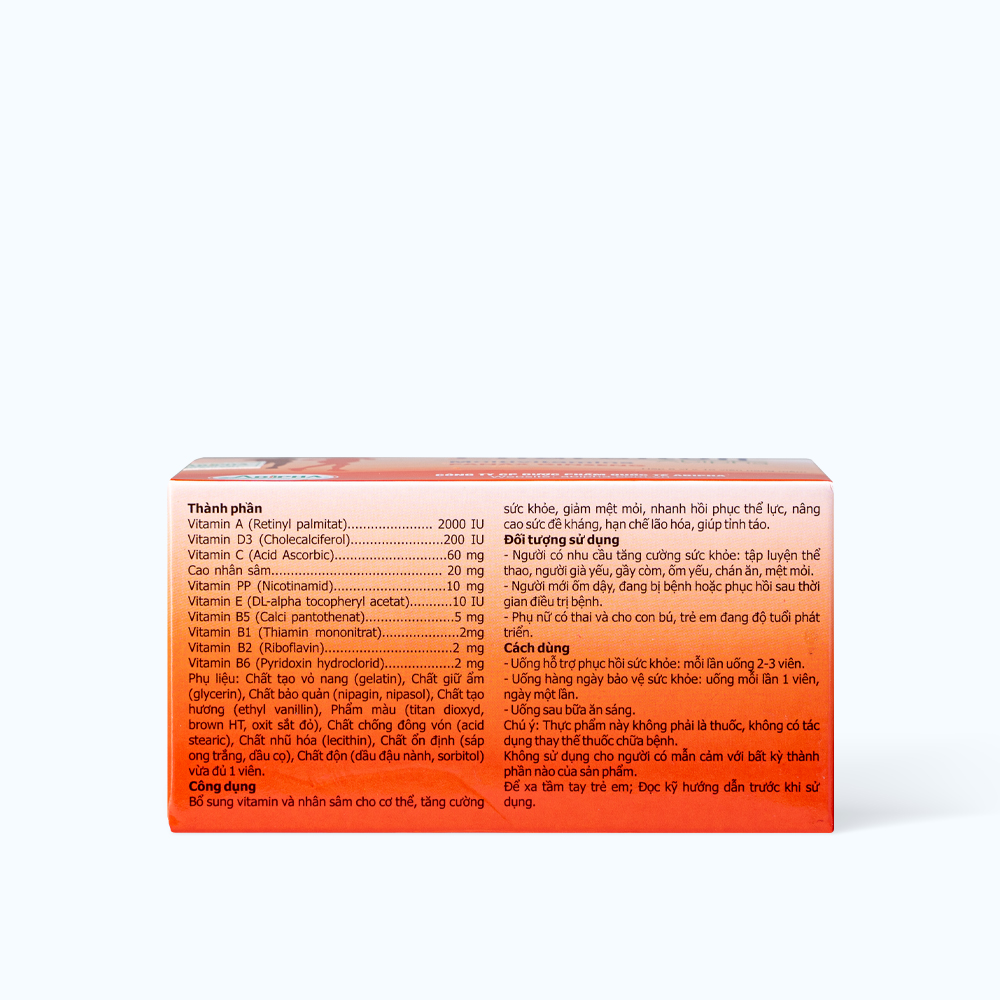 Thành phần
Vitamin A (Retinyl palmitat)...................... 2000 IU
Vitamin D3 (Cholecalciferol)........................200 IU
Vitamin C (Acid Ascorbic).............................60 mg
Cao nhân sâm............................................ 20 mg
Vitamin PP (Nicotinamid).............................10 mg
Vitamin E (DL-alpha tocopheryl acetat)...........10 IU
Vitamin B5 (Calci pantothenat).......................5 mg
Vitamin B1 (Thiamin mononitrat)....................2mg
Vitamin B2 (Riboflavin).................................2 mg
Vitamin B6 (Pyridoxin hydroclorid)..................2 mg
Phụ liệu: Chất tạo vỏ nang (gelatin), Chất giữ ẩm
(glycerin), Chất bảo quản (nipagin, nipasol), Chất tạo
hương (ethyl vanillin), Phẩm màu (titan dioxyd,
brown HT, oxit sắt đỏ), Chất chống đông vón (acid
stearic), Chất nhũ hóa (lecithin), Chất ổn định (sáp
ong trắng, dầu cọ), Chất độn (dầu đậu nành, sorbitol)
vừa đủ 1 viên.
Công dụng
Bổ sung vitamin và nhân sâm cho cơ thể, tăng cường
sức khỏe, giảm mệt mỏi, nhanh hồi phục thể lực, nâng
cao sức đề kháng, hạn chế lão hóa, giúp tỉnh táo.
Đối tượng sử dụng
- Người có nhu cầu tăng cường sức khỏe: tập luyện thể
thao, người già yếu, gầy còm, ốm yếu, chán ăn, mệt mỏi.
- Người mới ốm dậy, đang bị bệnh hoặc phục hồi sau thời
gian điều trị bệnh.
- Phụ nữ có thai và cho con bú, trẻ em đang độ tuổi phát
triển.
Cách dùng
- Uống hỗ trợ phục hồi sức khỏe: mỗi lần uống 2-3 viên.
- Uống hàng ngày bảo vệ sức khỏe: uống mỗi lần 1 viên,
ngày một lần.
- Uống sau bữa ăn sáng.
Chú ý: Thực phẩm này không phải là thuốc, không có tác
dụng thay thế thuốc chữa bệnh.
Không sử dụng cho người có mẫn cảm với bất kỳ thành
phần nào của sản phẩm.
Để xa tầm tay trẻ em; Đọc kỹ hướng dẫn trước khi sử
dụng.